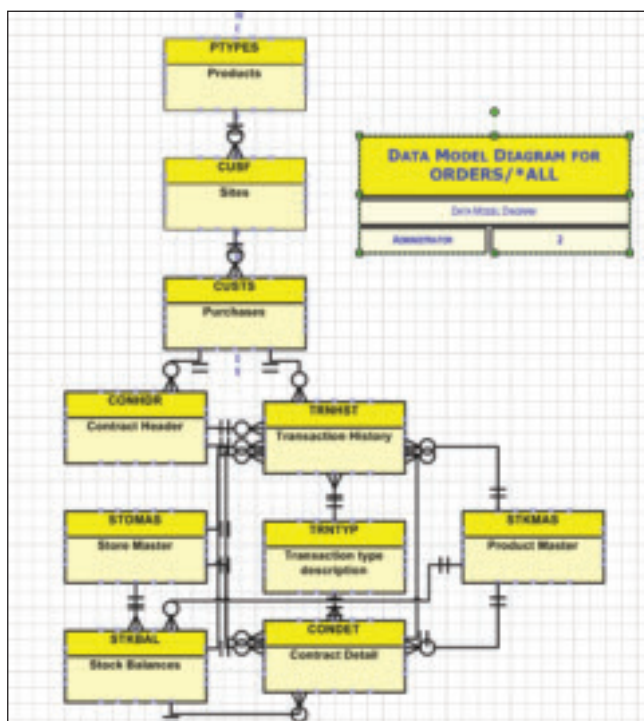 PTYPES
Products
CUSF
Sites
CUSTS
Purchases
DATA MODEL DIAGRAM FOR
ORDERS/*ALL
DATA MODEL DIAGRAM
ADMINISTRATOR
2
CONHDR
Contract Header
TRNHST
Transaction History
STOMAS
Store Master
TRNTYP
Transaction type
description
STKMAS
Product Master
STKBAL
Stock Balances
CONDET
Contract Detail